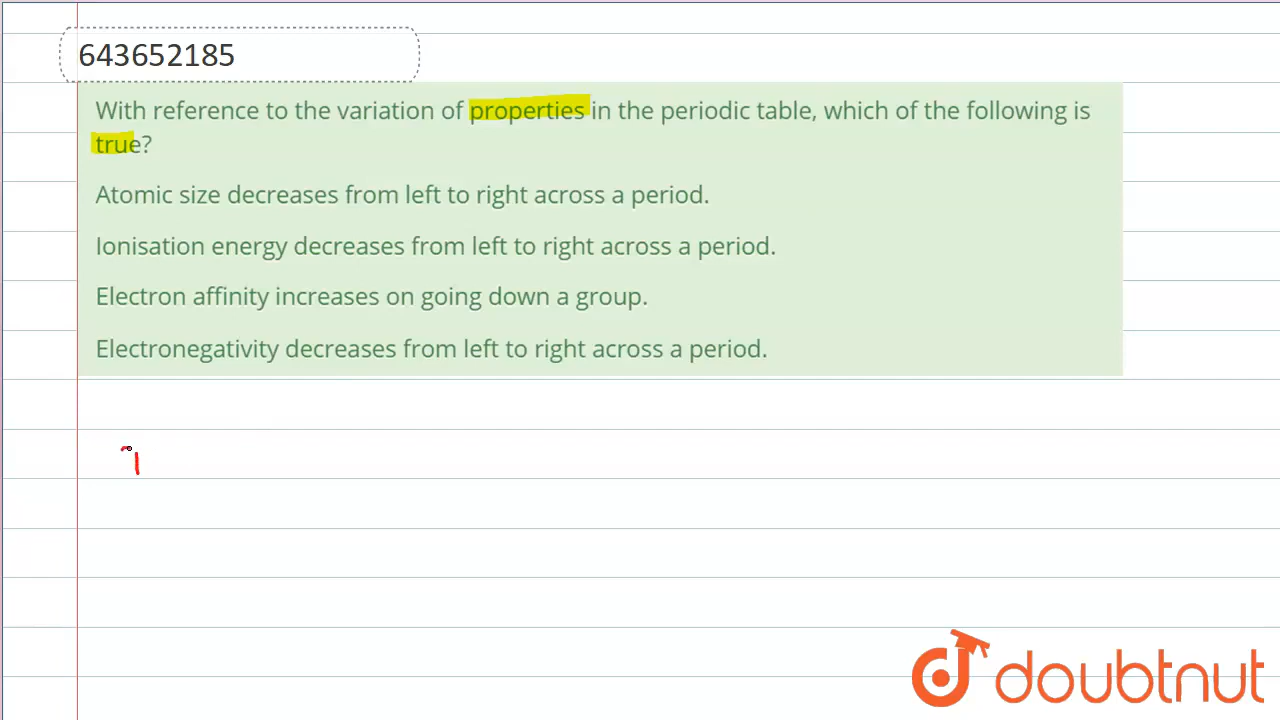 643652185
With reference to the variation of properties in the periodic table, which of the following is
true?
Atomic size decreases from left to right across a period.
Ionisation energy decreases from left to right across a period.
Electron affinity increases on going down a group.
Electronegativity decreases from left to right across a period.
doubtnut